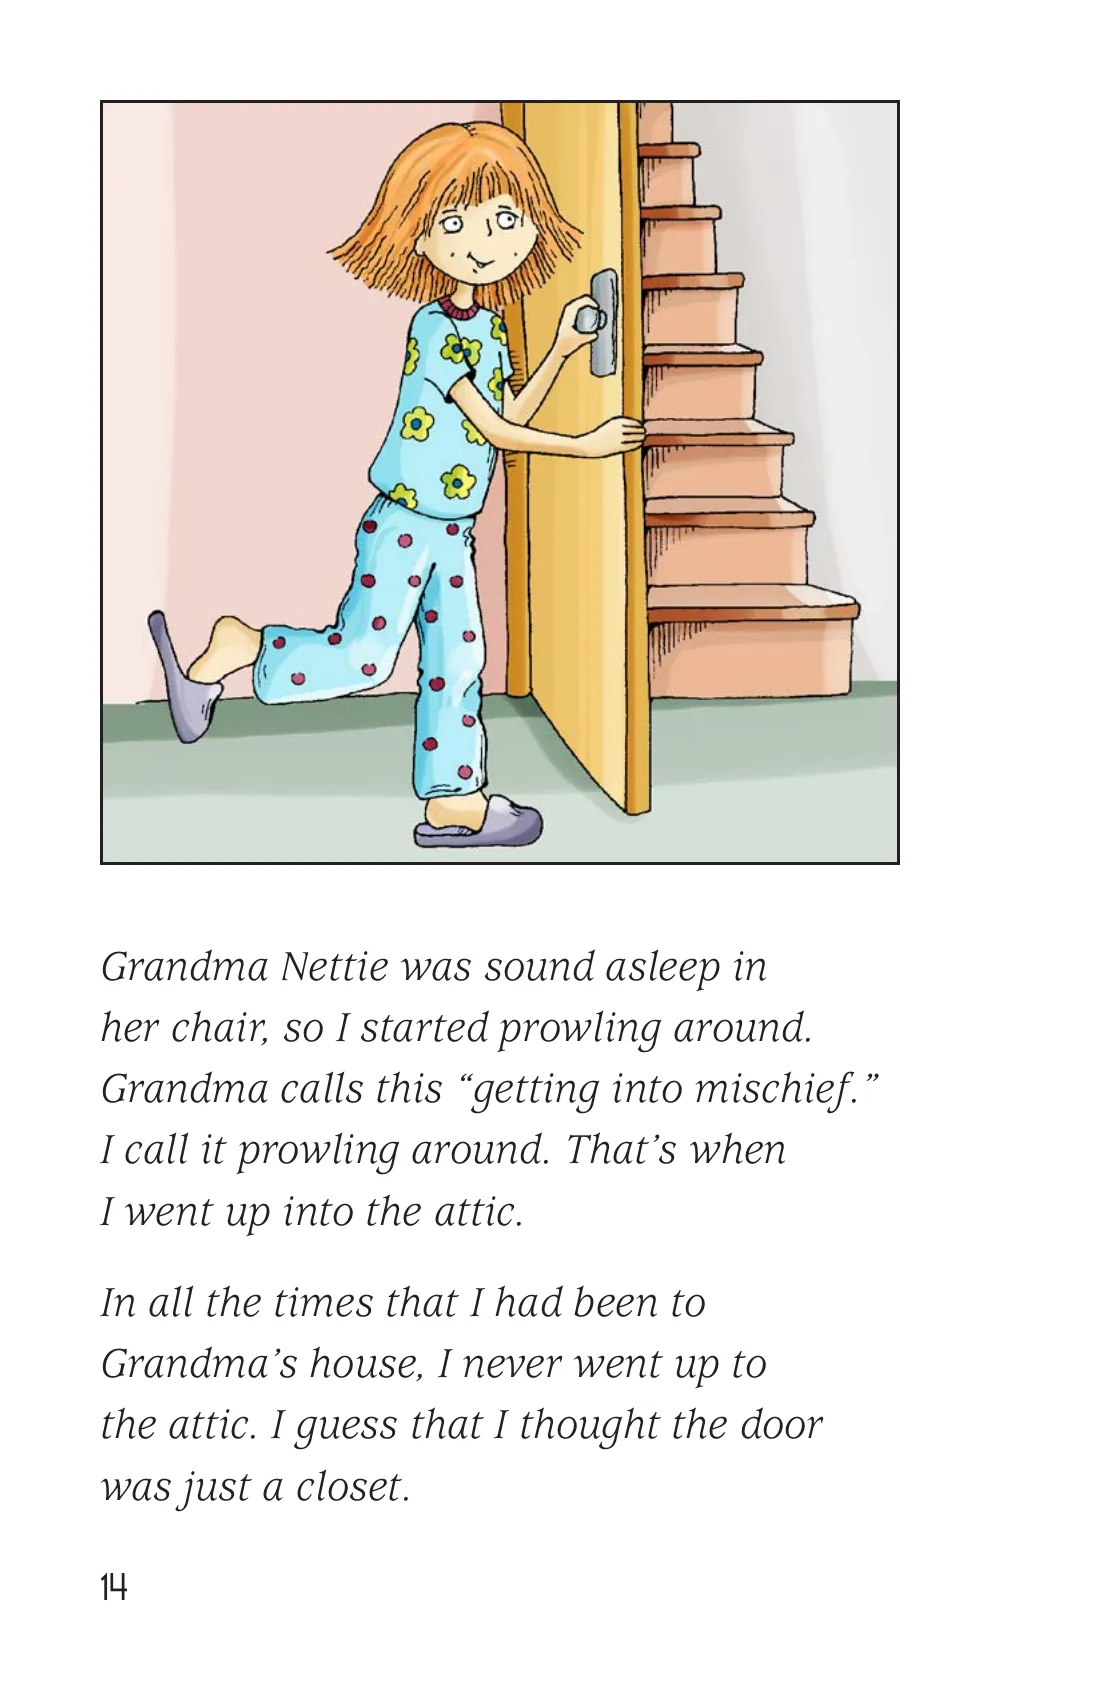 Grandma Nettie was sound asleep in
her chair, so I started prowling around.
Grandma calls this “getting into mischief.”
I call it prowling around. That’s when
I went up into the attic.
In all the times that I had been to
Grandma’s house, I never went up to
the attic. I guess that I thought the door
was just a closet.
14